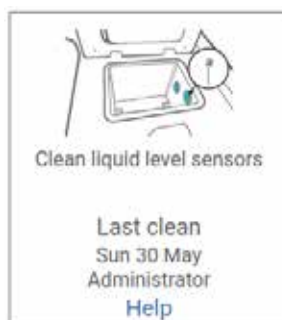 Clean liquid level sensors
Last clean
Sun 30 May
Administrator
Help